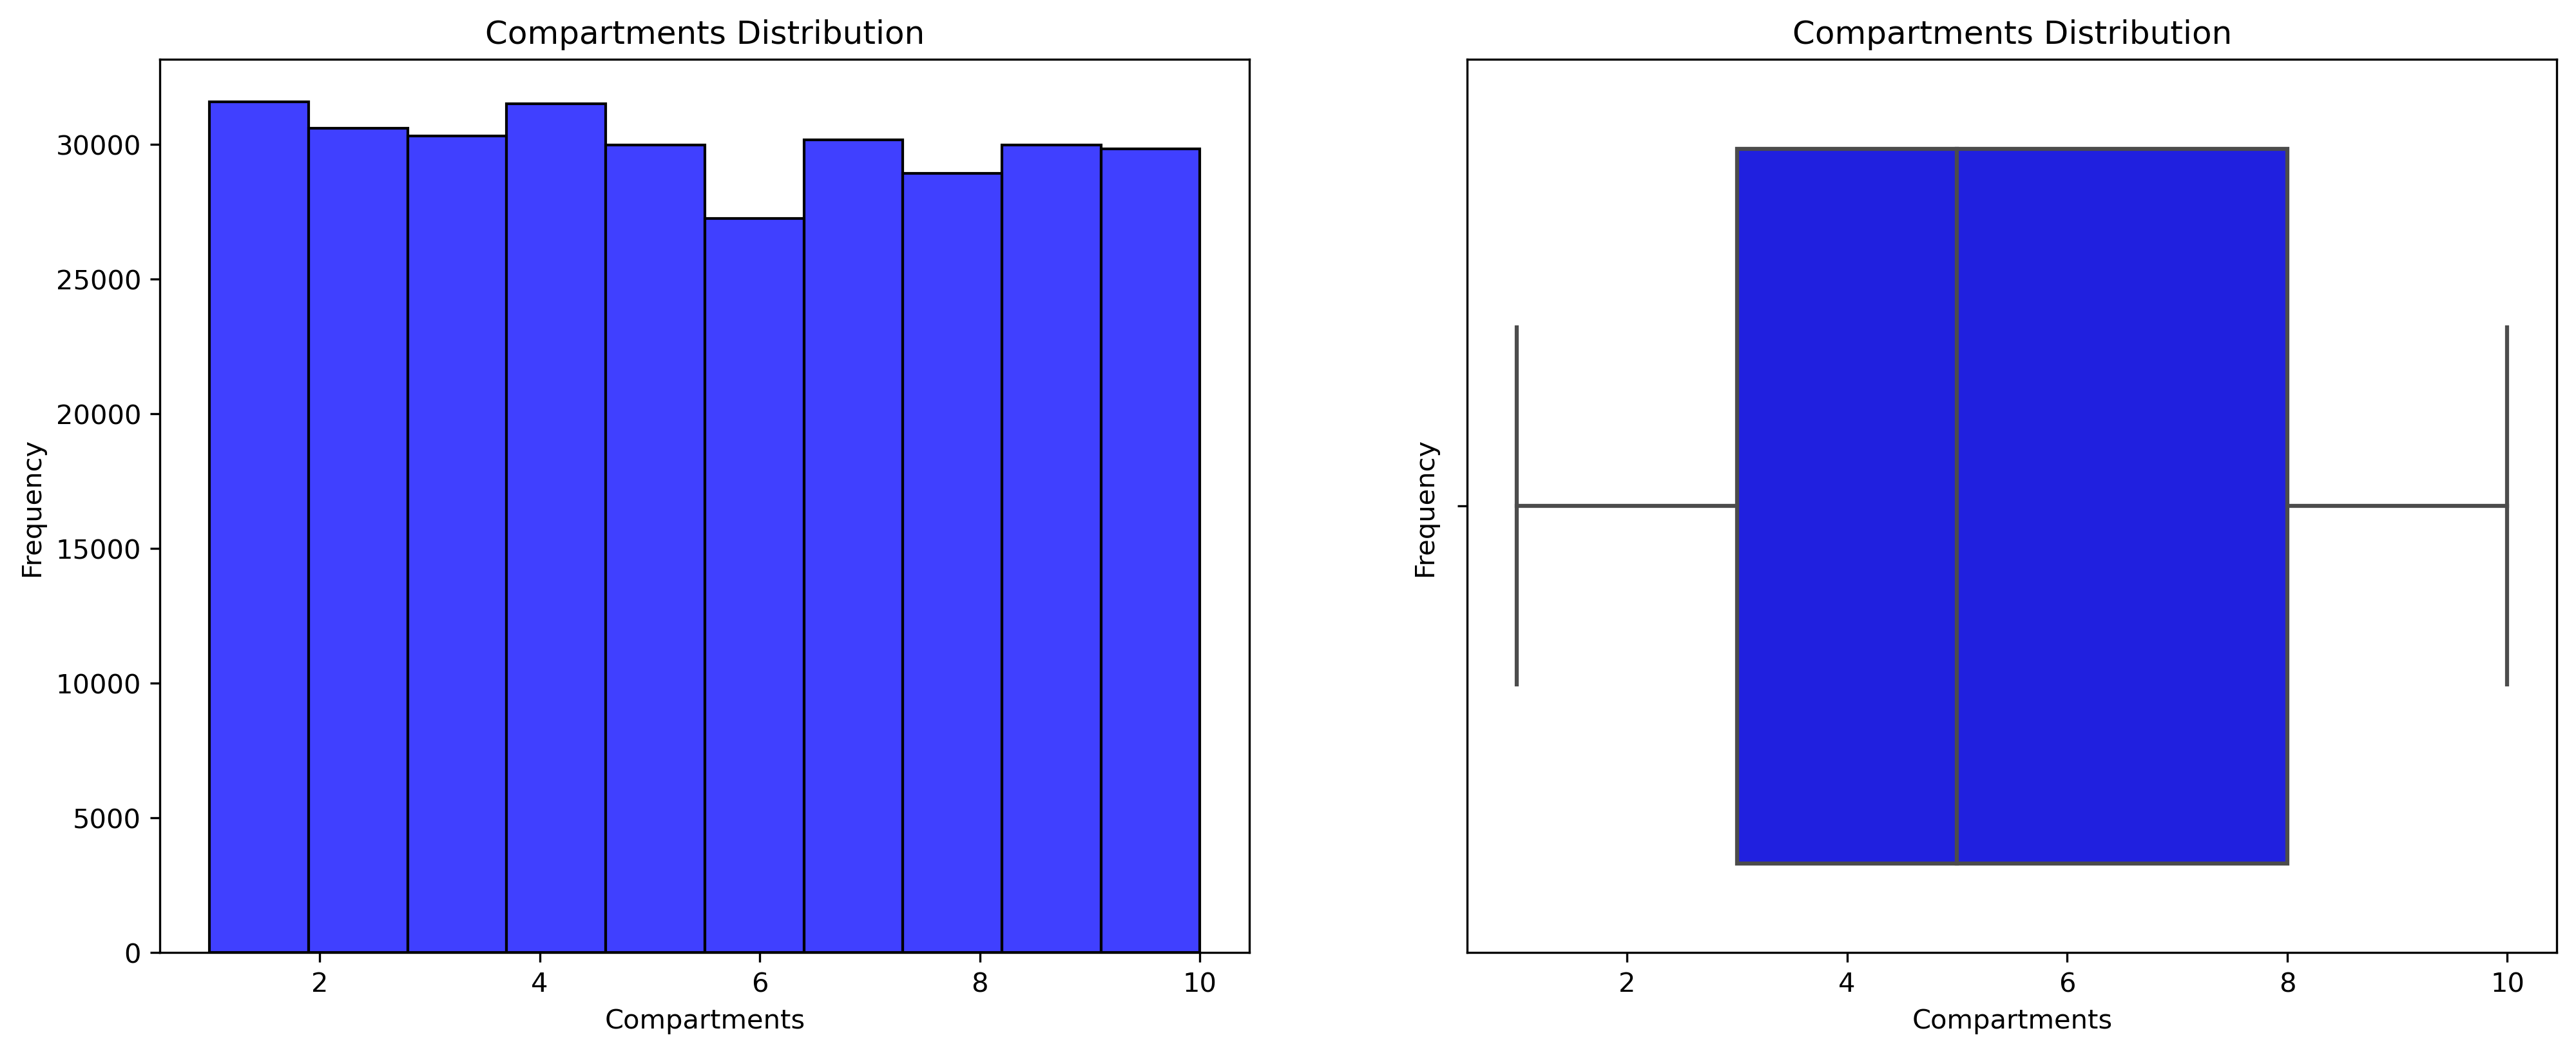 Compartments Distribution
Frequency
30000
25000
20000
15000
10000
5000
0
2 4 6 8 10
Compartments
Compartments Distribution
Frequency
2 4 6 8 10
Compartments